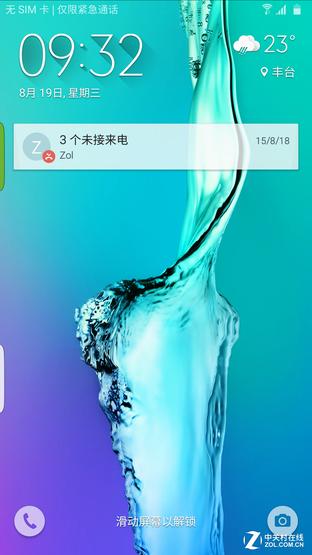 无 SIM 卡 | 仅限紧急通话
09:32
23°
丰台
8月 19日, 星期三
3 个未接来电
15/8/18
Z
Zol
滑动屏幕以解锁
Z 中关村在线
ZOL.COM.CN